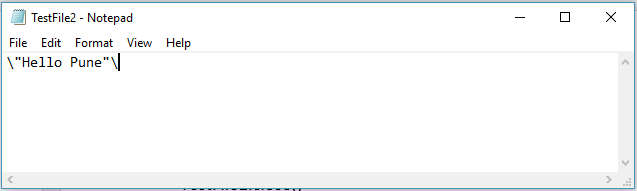 TestFile2 - Notepad
File Edit Format View Help
\"Hello Pune"\